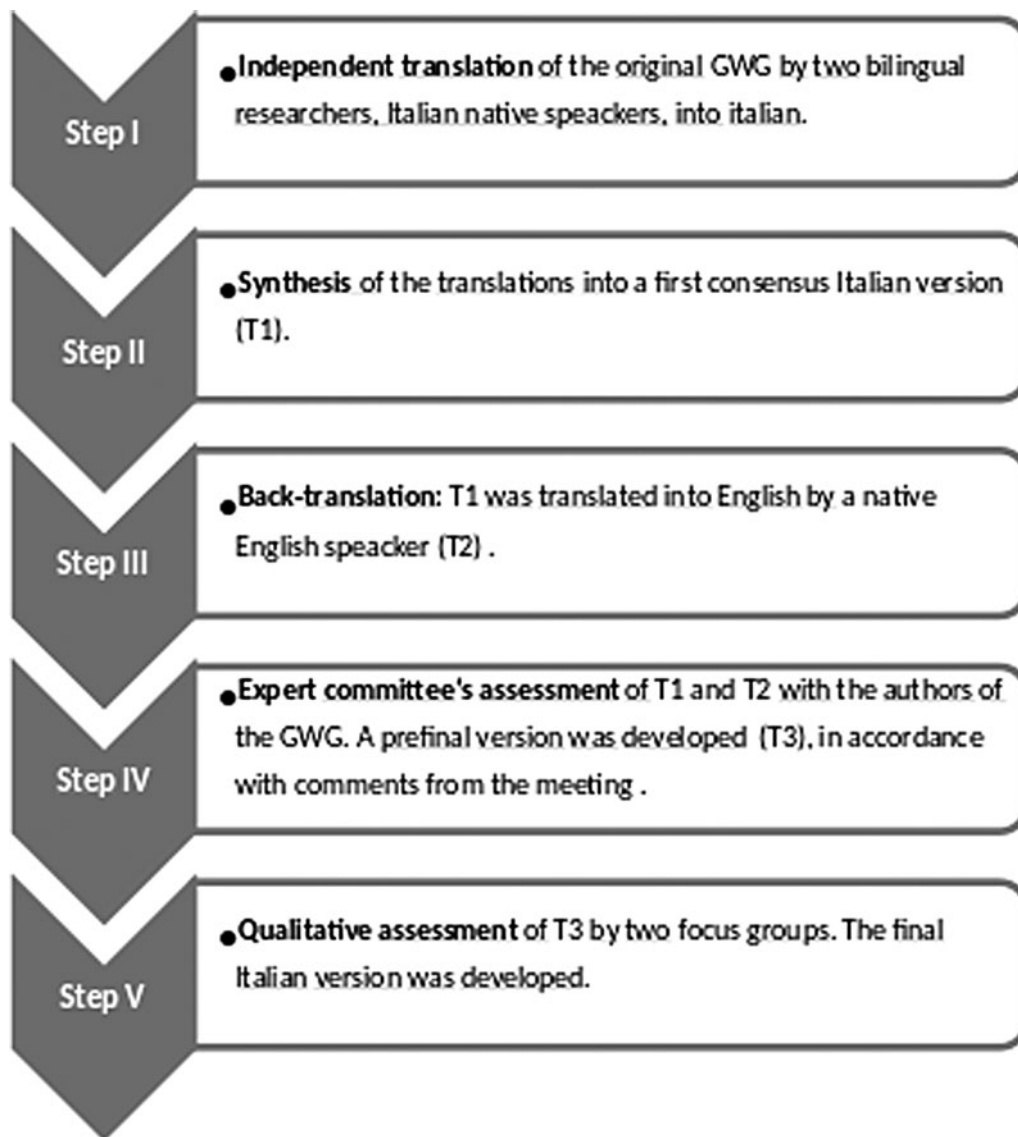 Step I
•Independent translation of the original GWG by two bilingual
researchers, Italian native speackers, into italian.
Step II
•Synthesis of the translations into a first consensus Italian version
(T1).
Step III
•Back-translation: T1 was translated into English by a native
English speacker (T2) .
Step IV
•Expert committee's assessment of T1 and T2 with the authors of
the GWG. A prefinal version was developed (T3), in accordance
with comments from the meeting .
Step V
•Qualitative assessment of T3 by two focus groups. The final
Italian version was developed.